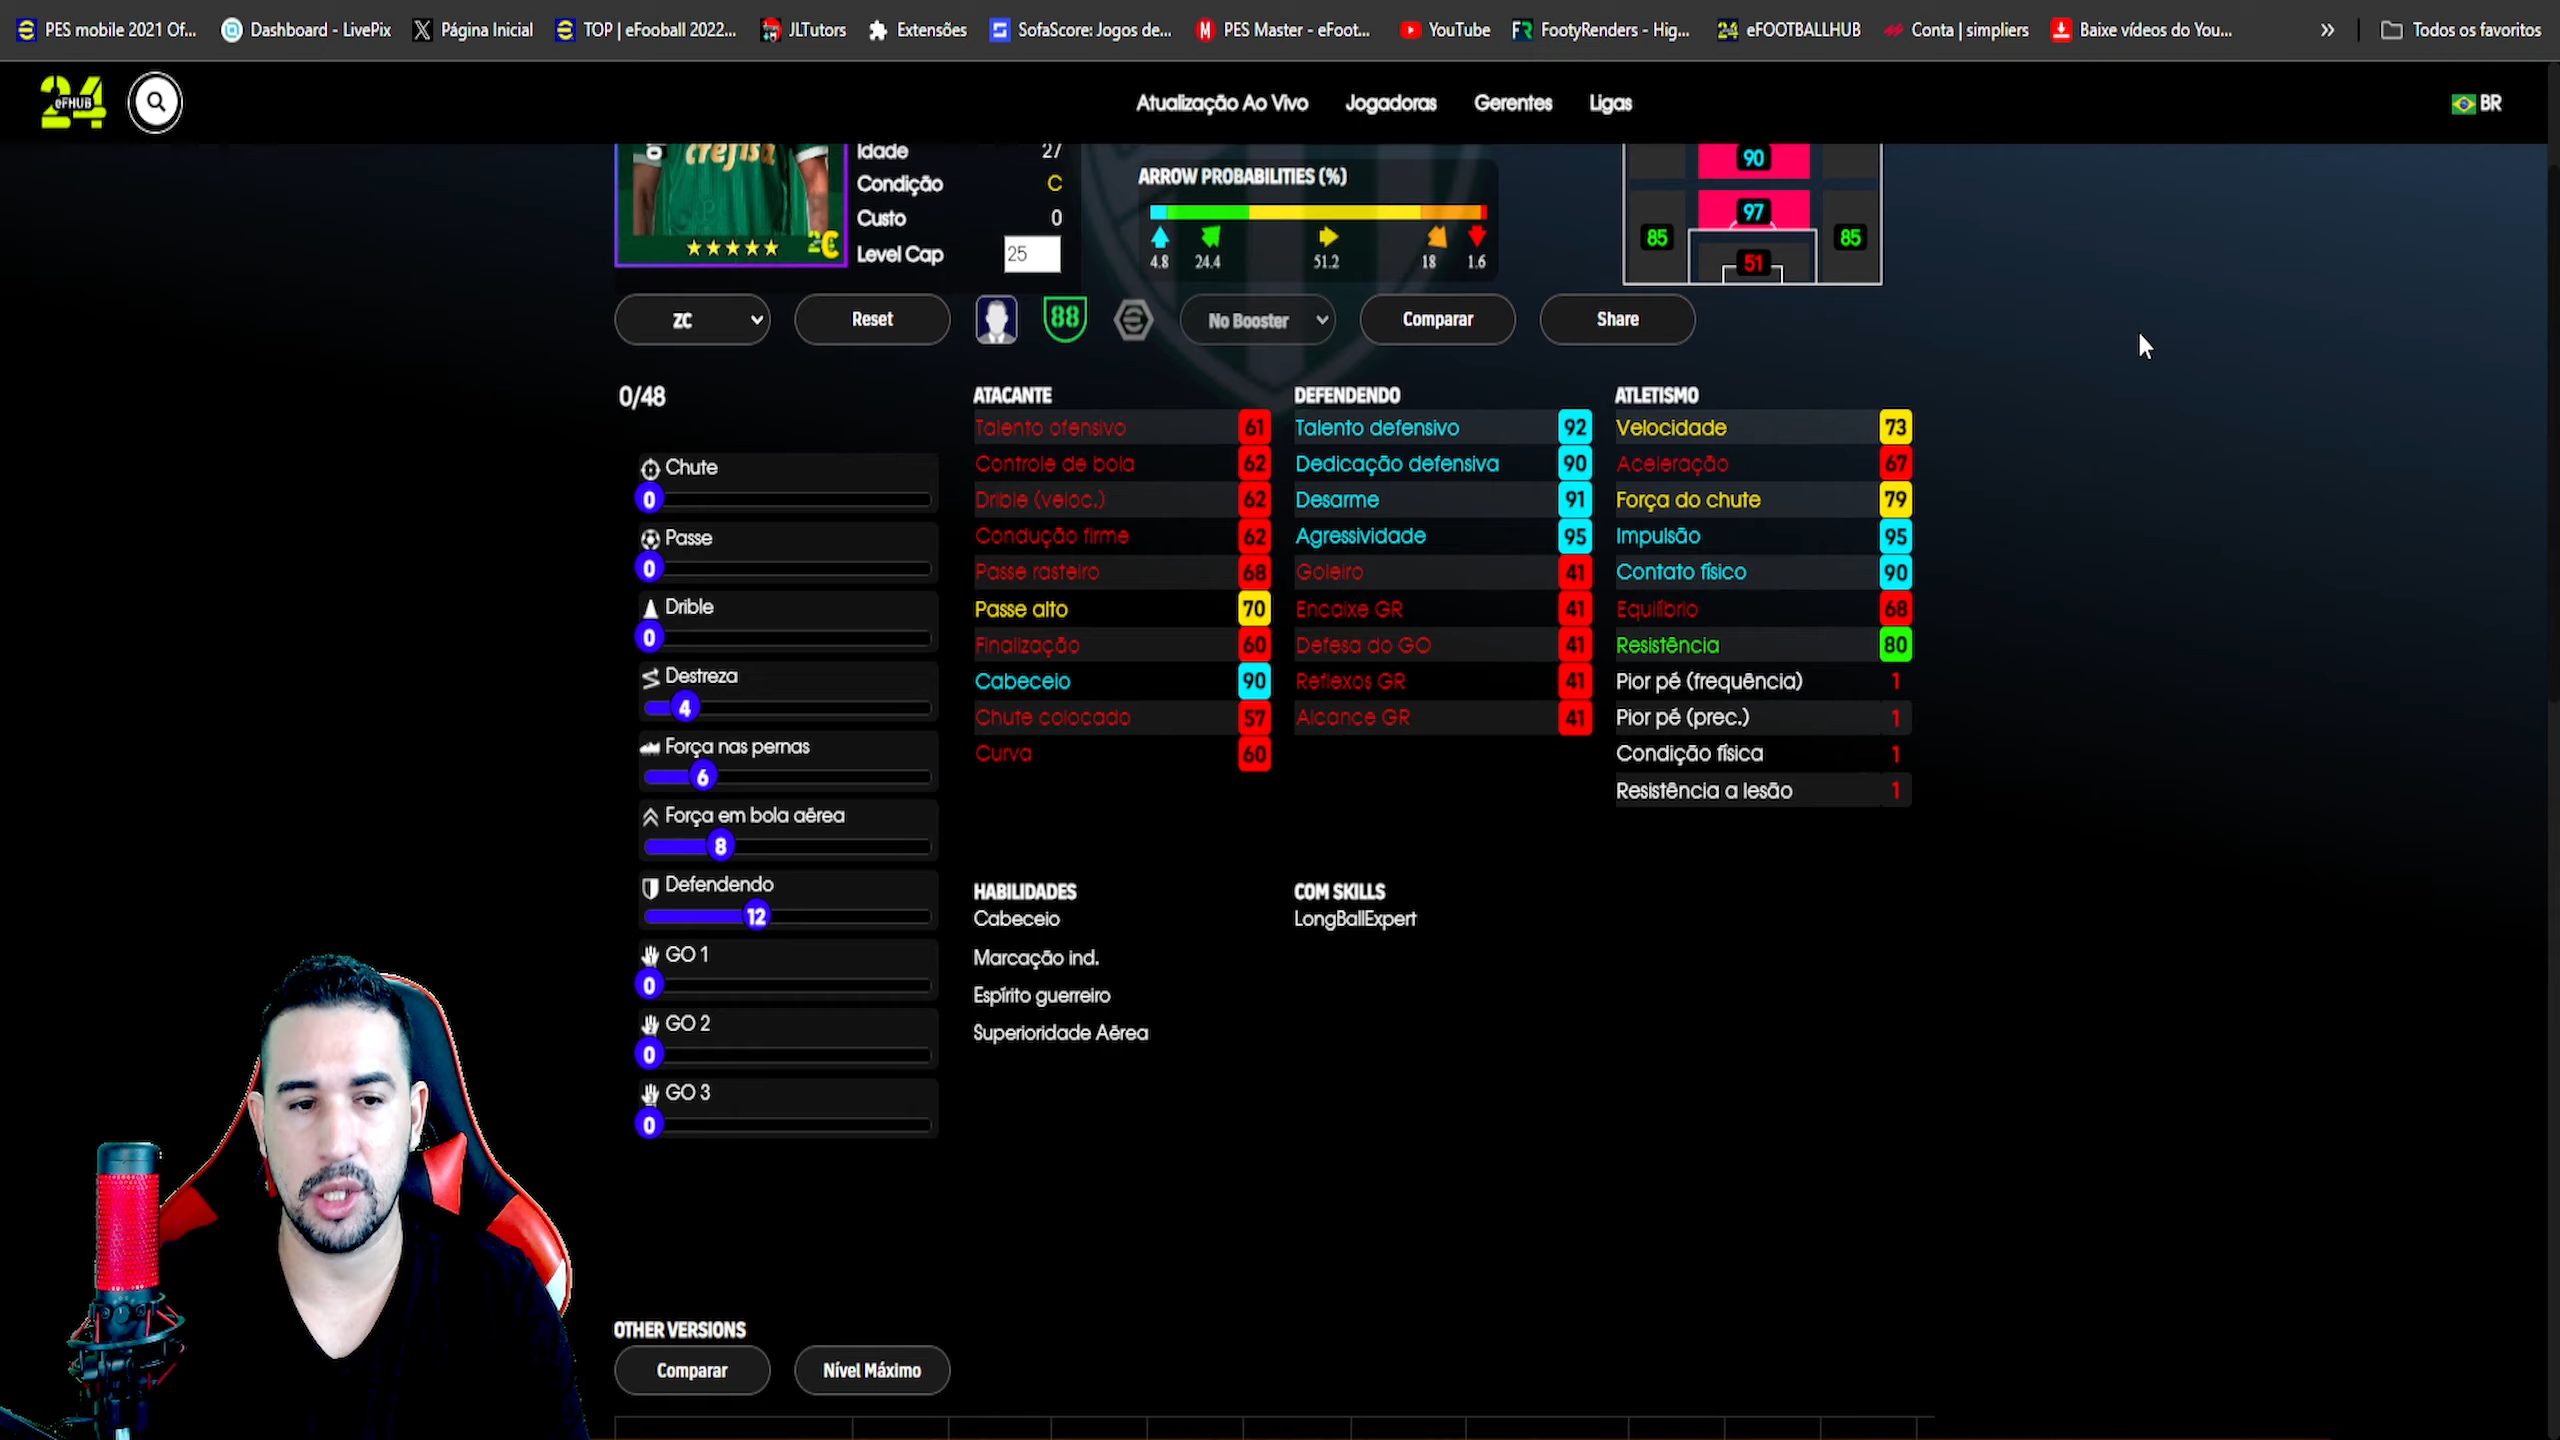 PES mobile 2021 Of... Dashboard - LivePix Página Inicial TOP | eFooball 2022... JLTutors Extensões SofaScore: Jogos de... PES Master - eFoot... YouTube FootyRenders - Hig... eFOOTBALLHUB Conta | simpliers Baixe vídeos do You... » Todos os favoritos
24 eFHUB Atualização Ao Vivo Jogadoras Gerentes Ligas BR
crefisa
Idade 27
Condição C
Custo 0
Level Cap 25
ARROW PROBABILITIES (%)
4.8 24.4 51.2 18 1.6
90
97
85 85
51
ZC Reset 88 No Booster Comparar Share
0/48
Chute
0
Passe
0
Drible
0
Destreza
4
Força nas pernas
6
Força em bola aérea
8
Defendendo
12
GO 1
0
GO 2
0
GO 3
0
ATACANTE
Talento ofensivo 61
Controle de bola 62
Drible (veloc.) 62
Condução firme 62
Passe rasteiro 68
Passe alto 70
Finalização 60
Cabeceio 90
Chute colocado 57
Curva 60
DEFENDENDO
Talento defensivo 92
Dedicação defensiva 90
Desarme 91
Agressividade 95
Goleiro 41
Encaixe GR 41
Defesa do GO 41
Reflexos GR 41
Alcance GR 41
ATLETISMO
Velocidade 73
Aceleração 67
Força do chute 79
Impulsão 95
Contato físico 90
Equilíbrio 68
Resistência 80
Pior pé (frequência) 1
Pior pé (prec.) 1
Condição física 1
Resistência a lesão 1
HABILIDADES
Cabeceio
Marcação ind.
Espírito guerreiro
Superioridade Aérea
COM SKILLS
LongBallExpert
OTHER VERSIONS
Comparar Nível Máximo